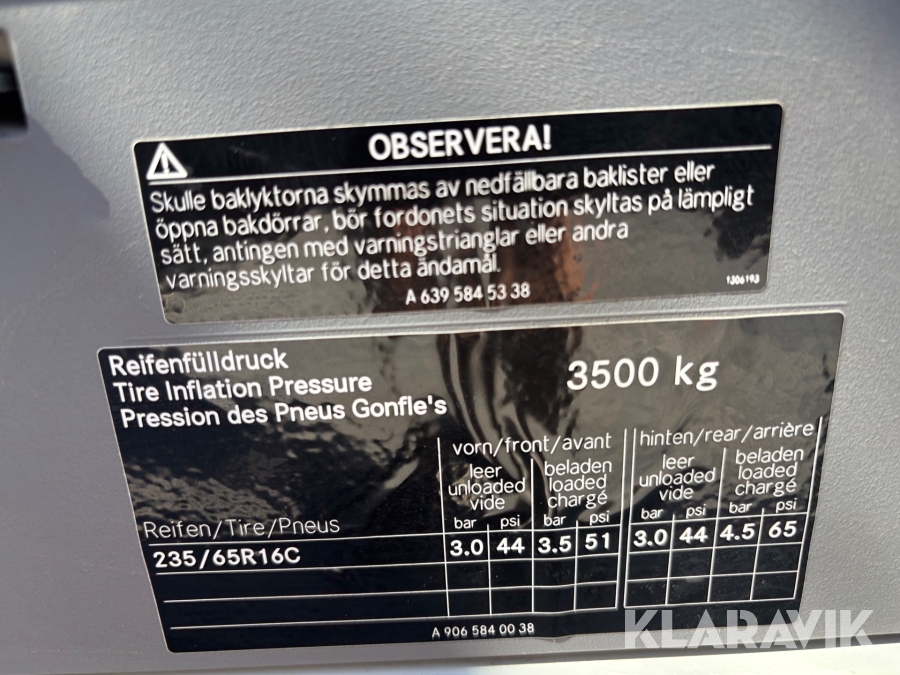 OBSERVERA!
Skulle baklyktorna skymmas av nedfällbara baklister eller
öppna bakdörrar, bör fordonets situation skyltas på lämpligt
sätt, antingen med varningstrianglar eller andra
varningsskyltar för detta ändamål.
A 639 584 53 38
1306193
Reifenfülldruck
Tire Inflation Pressure
Pression des Pneus Gonfle's
3500 kg
vorn/front/avant hinten/rear/arrière
leer beladen leer beladen
unloaded loaded unloaded loaded
vide chargé vide chargé
Reifen/Tire/Pneus bar psi bar psi bar psi bar psi
235/65R16C 3.0 44 3.5 51 3.0 44 4.5 65
A 906 584 00 38
KLARAVIK